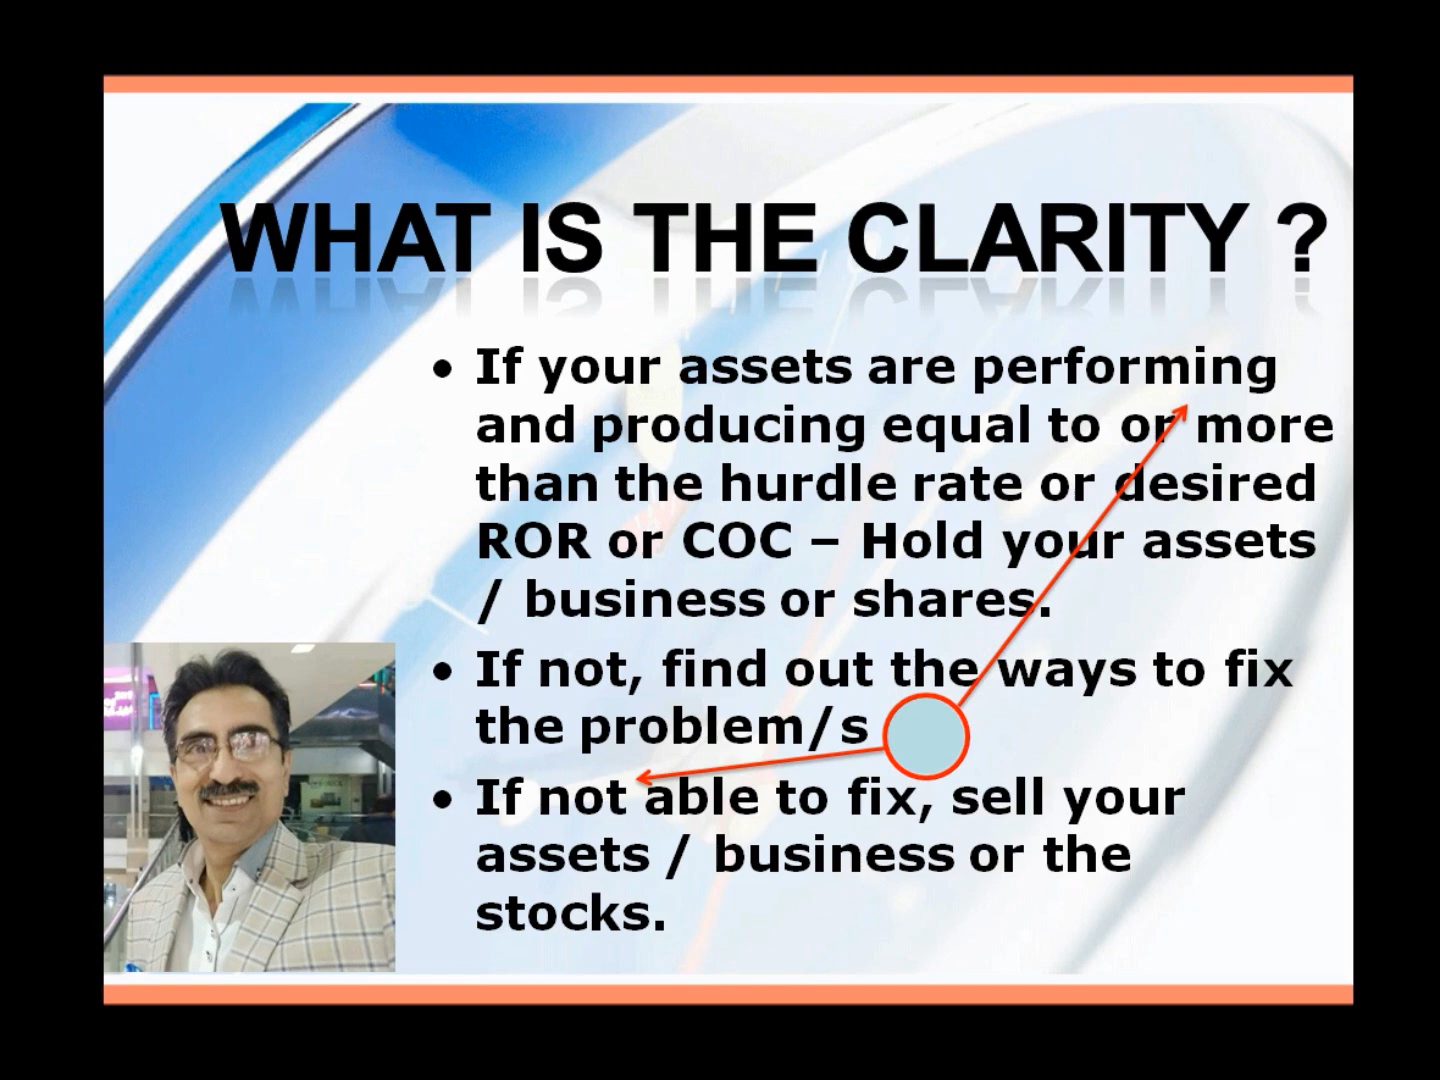 WHAT IS THE CLARITY ?
• If your assets are performing
and producing equal to or more
than the hurdle rate or desired
ROR or COC – Hold your assets
/ business or shares.
• If not, find out the ways to fix
the problem/s
• If not able to fix, sell your
assets / business or the
stocks.